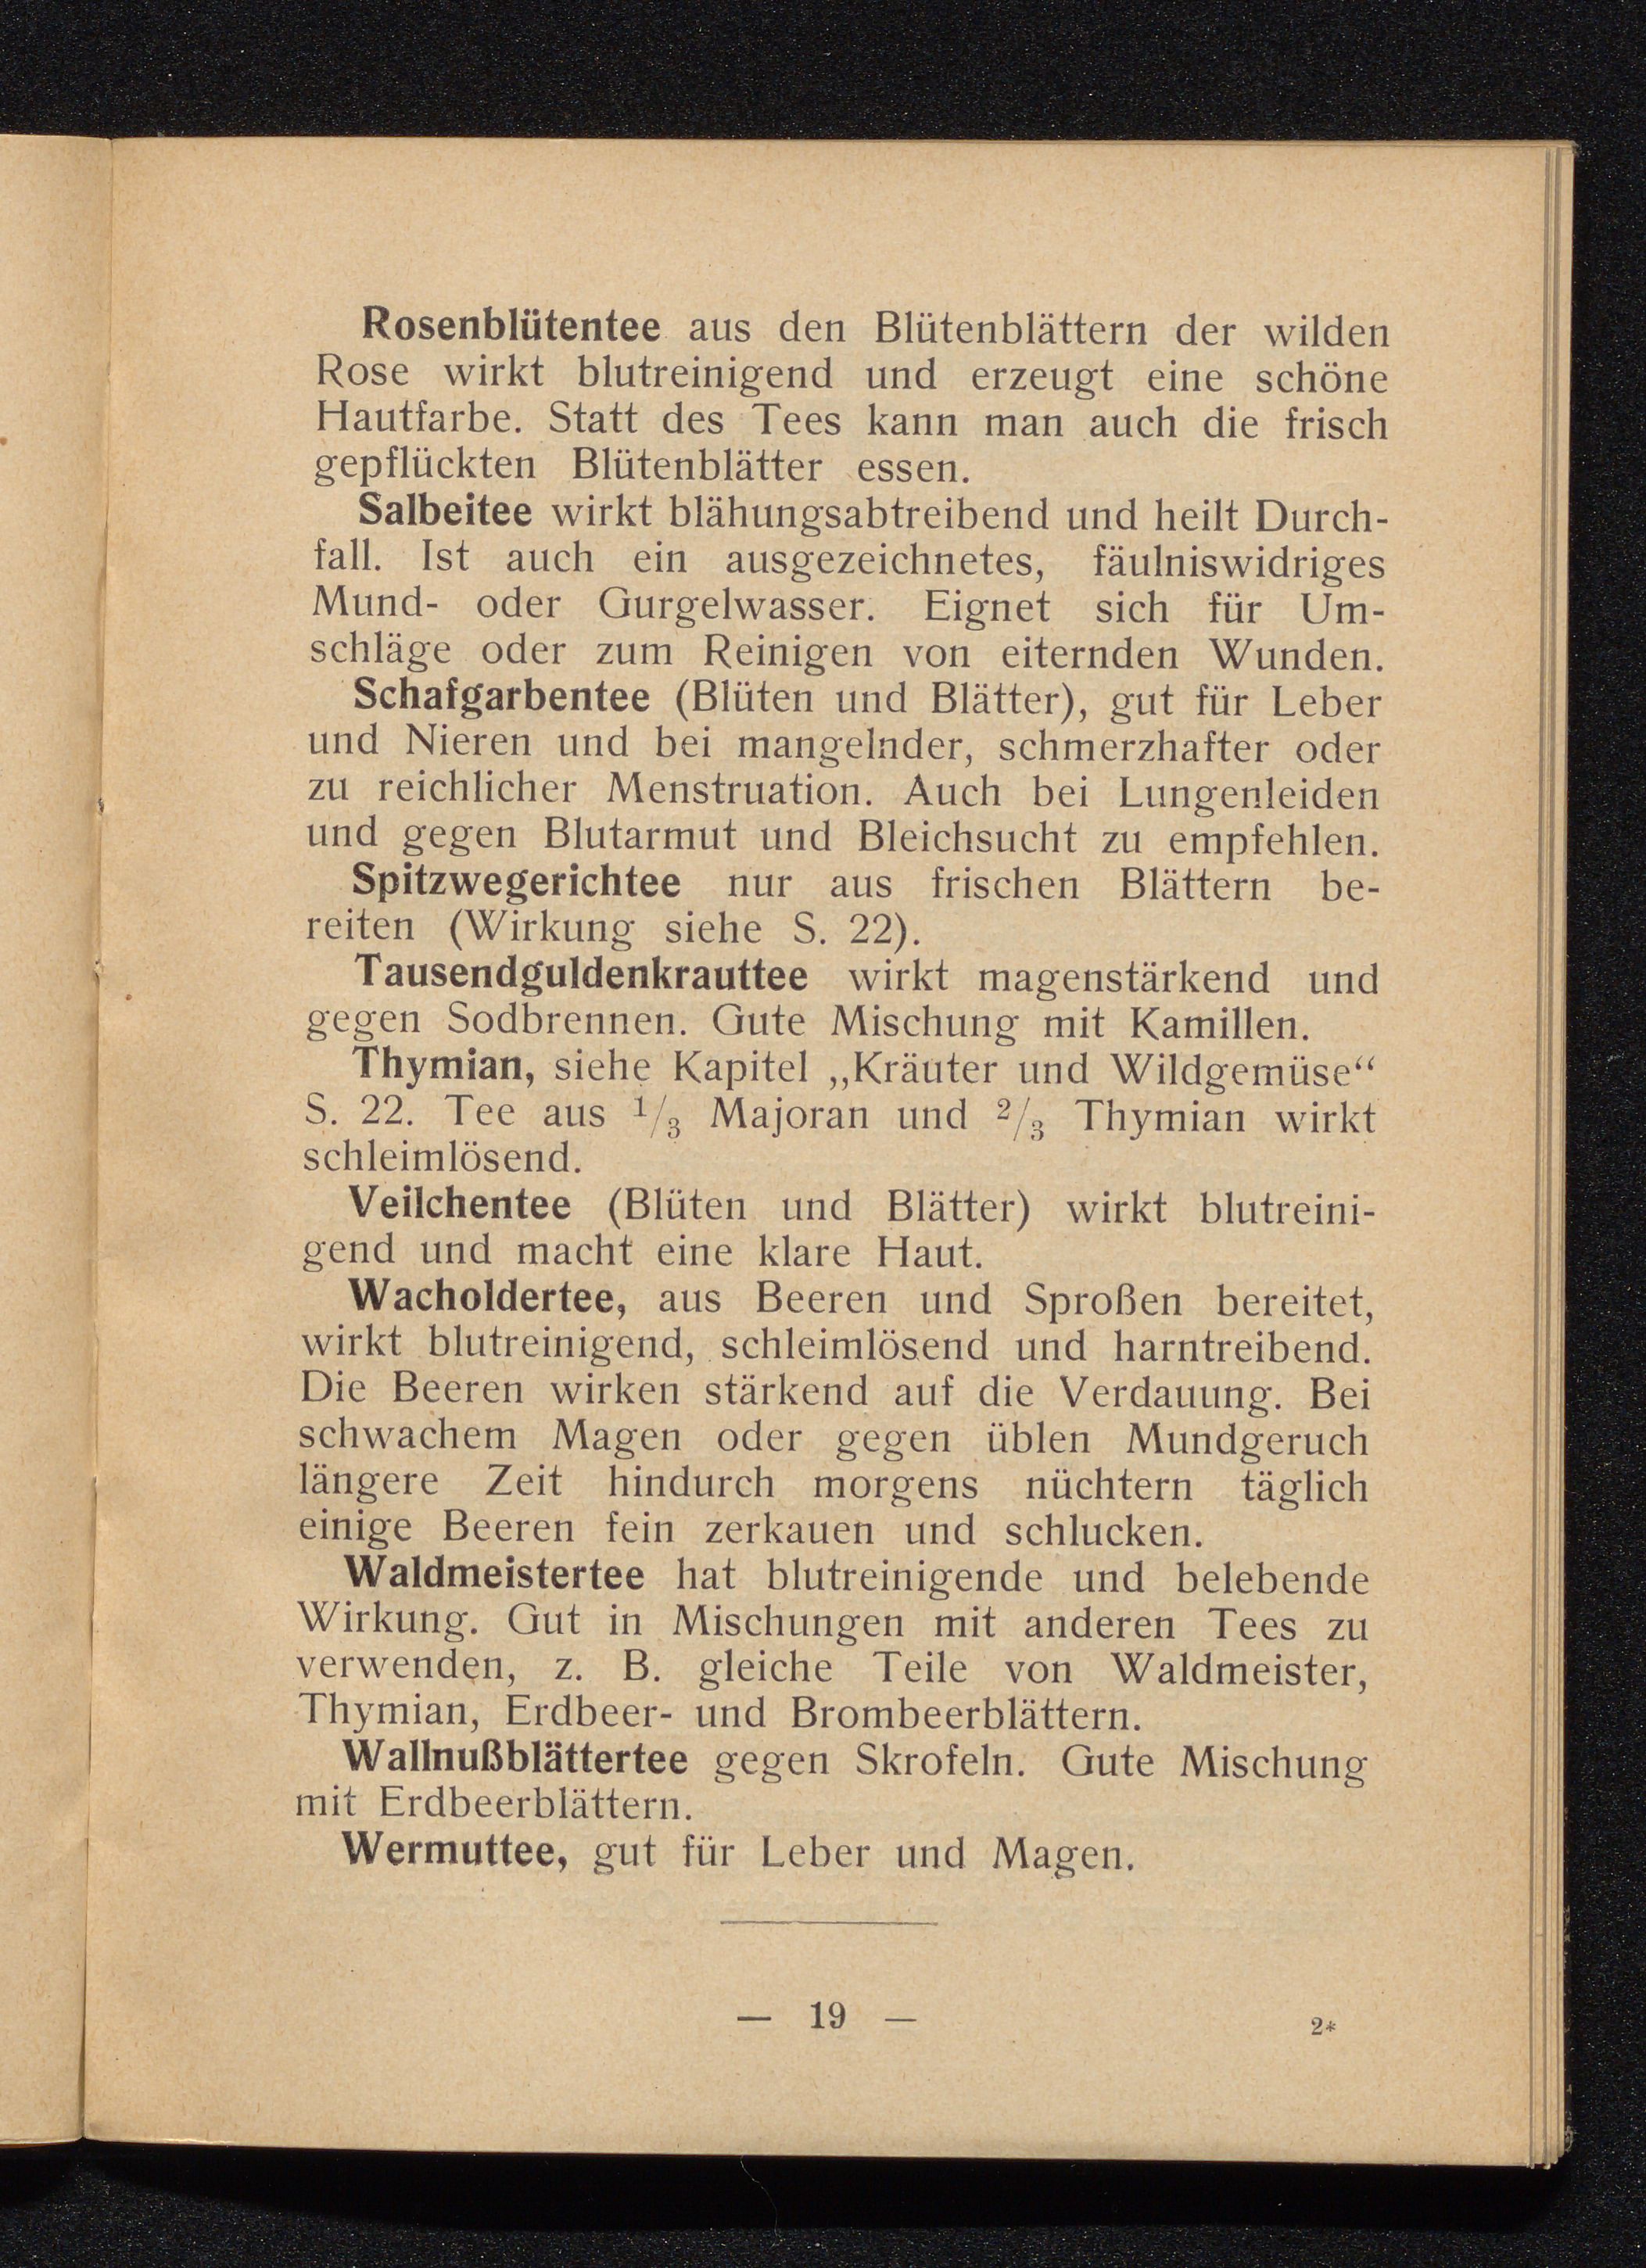 Rosenblütentee aus den Blütenblättern der wilden
Rose wirkt blutreinigend und erzeugt eine schöne
Hautfarbe. Statt des Tees kann man auch die frisch
gepflückten Blütenblätter essen.
Salbeitee wirkt blähungsabtreibend und heilt Durch-
fall. Ist auch ein ausgezeichnetes, fäulniswidriges
Mund- oder Gurgelwasser. Eignet sich für Um-
schläge oder zum Reinigen von eiternden Wunden.
Schafgarbentee (Blüten und Blätter), gut für Leber
und Nieren und bei mangelnder, schmerzhafter oder
zu reichlicher Menstruation. Auch bei Lungenleiden
und gegen Blutarmut und Bleichsucht zu empfehlen.
Spitzwegerichtee nur aus frischen Blättern be-
reiten (Wirkung siehe S. 22).
Tausendguldenkrauttee wirkt magenstärkend und
gegen Sodbrennen. Gute Mischung mit Kamillen.
Thymian, siehe Kapitel „Kräuter und Wildgemüse“
S. 22. Tee aus 1/3 Majoran und 2/3 Thymian wirkt
schleimlösend.
Veilchentee (Blüten und Blätter) wirkt blutreini-
gend und macht eine klare Haut.
Wacholdertee, aus Beeren und Sproßen bereitet,
wirkt blutreinigend, schleimlösend und harntreibend.
Die Beeren wirken stärkend auf die Verdauung. Bei
schwachem Magen oder gegen üblen Mundgeruch
längere Zeit hindurch morgens nüchtern täglich
einige Beeren fein zerkauen und schlucken.
Waldmeistertee hat blutreinigende und belebende
Wirkung. Gut in Mischungen mit anderen Tees zu
verwenden, z. B. gleiche Teile von Waldmeister,
Thymian, Erdbeer- und Brombeerblättern.
Wallnußblättertee gegen Skrofeln. Gute Mischung
mit Erdbeerblättern.
Wermuttee, gut für Leber und Magen.
— 19 —
2*